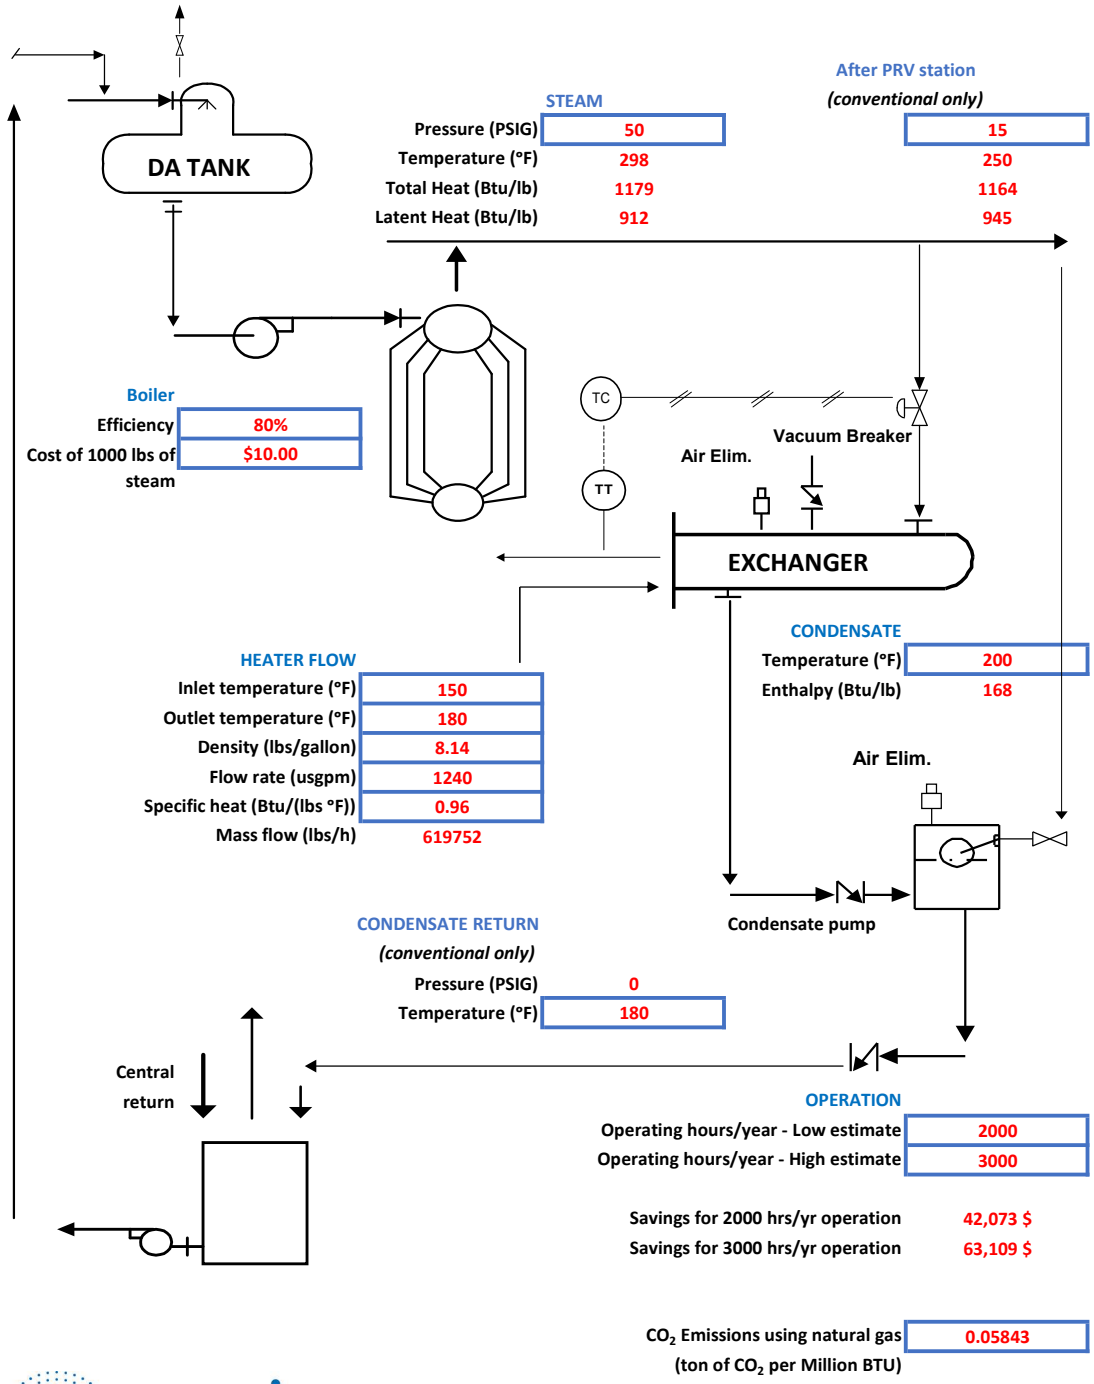 After PRV station
STEAM (conventional only)
Pressure (PSIG) 50 15
DA TANK
Temperature (°F) 298 250
Total Heat (Btu/lb) 1179 1164
Latent Heat (Btu/lb) 912 945
Boiler
Efficiency 80%
Cost of 1000 lbs of $10.00
steam
TC
Vacuum Breaker
Air Elim.
TT
EXCHANGER
CONDENSATE
Temperature (°F) 200
Enthalpy (Btu/lb) 168
HEATER FLOW
Inlet temperature (°F) 150
Outlet temperature (°F) 180
Density (lbs/gallon) 8.14
Flow rate (usgpm) 1240
Specific heat (Btu/(lbs °F)) 0.96
Mass flow (lbs/h) 619752
Air Elim.
Condensate pump
CONDENSATE RETURN
(conventional only)
Pressure (PSIG) 0
Temperature (°F) 180
Central
return
OPERATION
Operating hours/year - Low estimate 2000
Operating hours/year - High estimate 3000
Savings for 2000 hrs/yr operation 42,073 $
Savings for 3000 hrs/yr operation 63,109 $
CO₂ Emissions using natural gas 0.05843
(ton of CO₂ per Million BTU)